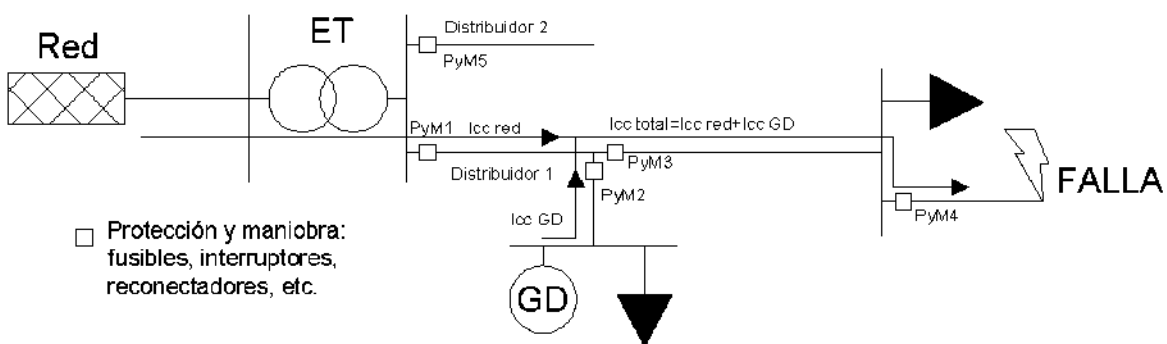 Red
ET
Distribuidor 2
PyM5
PyM1
Icc red
Icc total=Icc red+Icc GD
Distribuidor 1
PyM3
PyM2
Icc GD
PyM4
FALLA
Protección y maniobra:
fusibles, interruptores,
reconectadores, etc.
GD